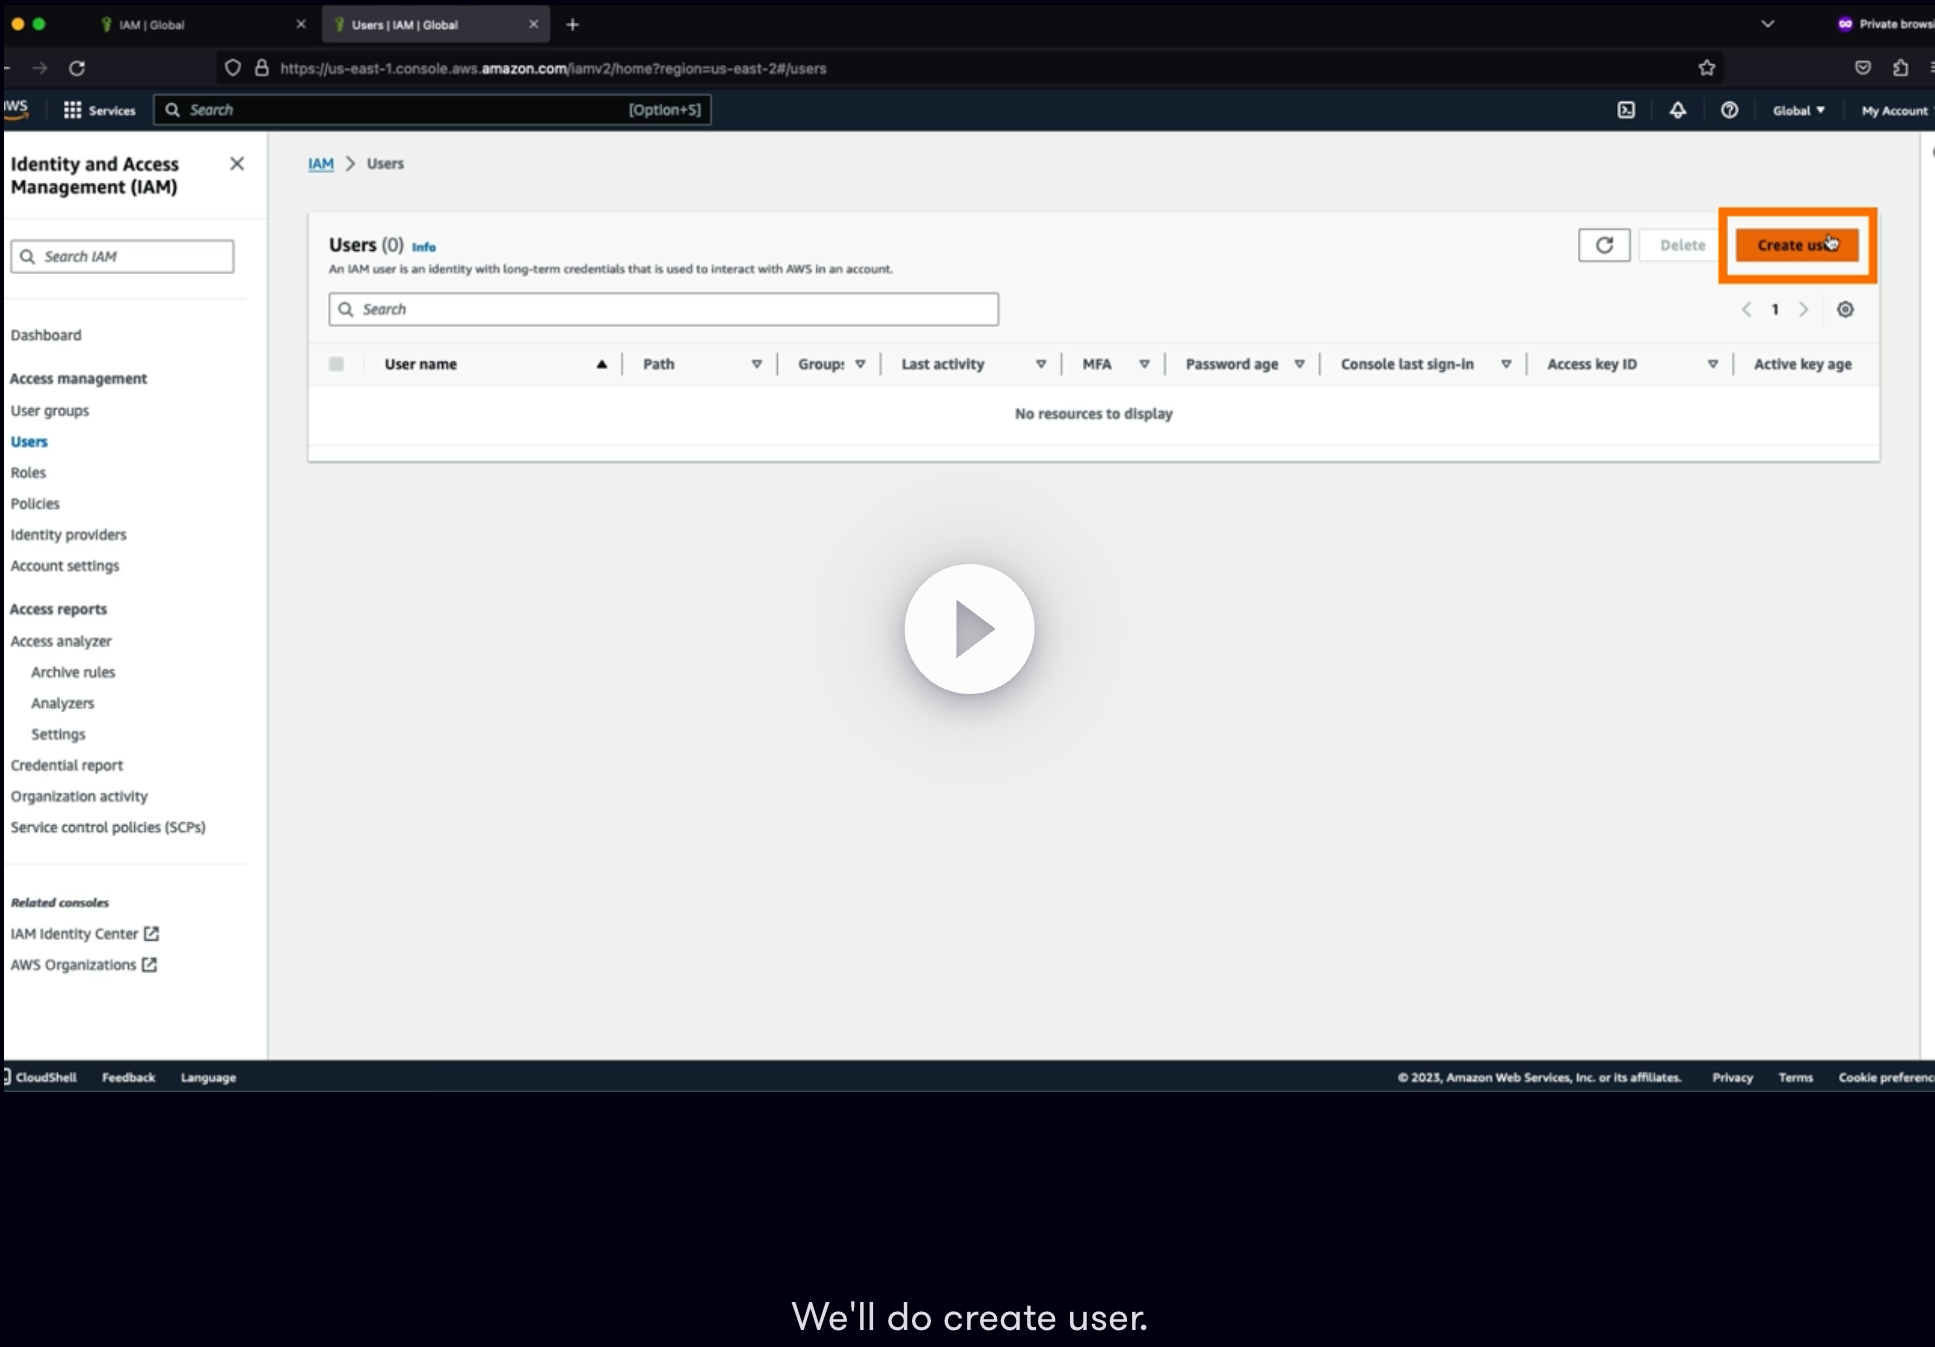 IAM | Global
Users | IAM | Global
Private
https://us-east-1.console.aws.amazon.com/iamv2/home?region=us-east-2#/users
Services
Search
[Option+S]
Global
My Account
Identity and Access
Management (IAM)
Search IAM
Dashboard
Access management
User groups
Users
Roles
Policies
Identity providers
Account settings
Access reports
Access analyzer
Archive rules
Analyzers
Settings
Credential report
Organization activity
Service control policies (SCPs)
Related consoles
IAM Identity Center
AWS Organizations
IAM > Users
Users (0) Info
An IAM user is an identity with long-term credentials that is used to interact with AWS in an account.
Delete
Create us
Search
1
User name Path Group Last activity MFA Password age Console last sign-in Access key ID Active key age
No resources to display
CloudShell Feedback Language
© 2023, Amazon Web Services, Inc. or its affiliates. Privacy Terms Cookie
We'll do create user.